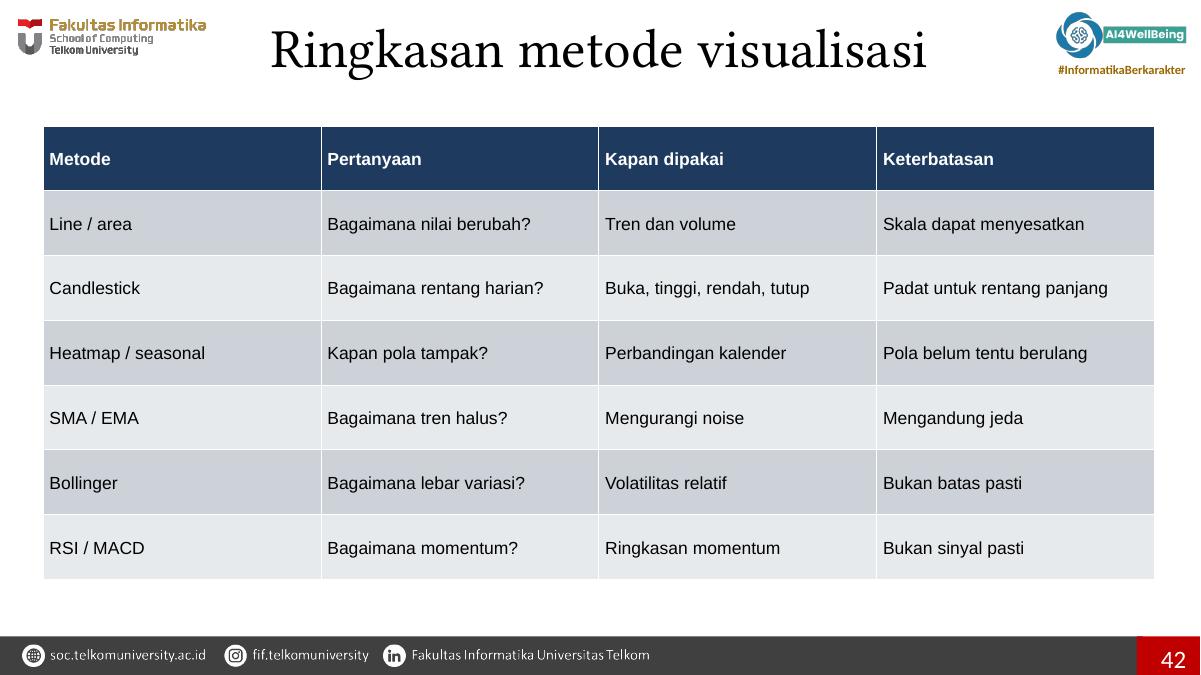 Fakultas Informatika
School of Computing
Telkom University
Ringkasan metode visualisasi
AI4WellBeing
#InformatikaBerkarakter
Metode Pertanyaan Kapan dipakai Keterbatasan
Line / area Bagaimana nilai berubah? Tren dan volume Skala dapat menyesatkan
Candlestick Bagaimana rentang harian? Buka, tinggi, rendah, tutup Padat untuk rentang panjang
Heatmap / seasonal Kapan pola tampak? Perbandingan kalender Pola belum tentu berulang
SMA / EMA Bagaimana tren halus? Mengurangi noise Mengandung jeda
Bollinger Bagaimana lebar variasi? Volatilitas relatif Bukan batas pasti
RSI / MACD Bagaimana momentum? Ringkasan momentum Bukan sinyal pasti
soc.telkomuniversity.ac.id fif.telkomuniversity in Fakultas Informatika Universitas Telkom 42